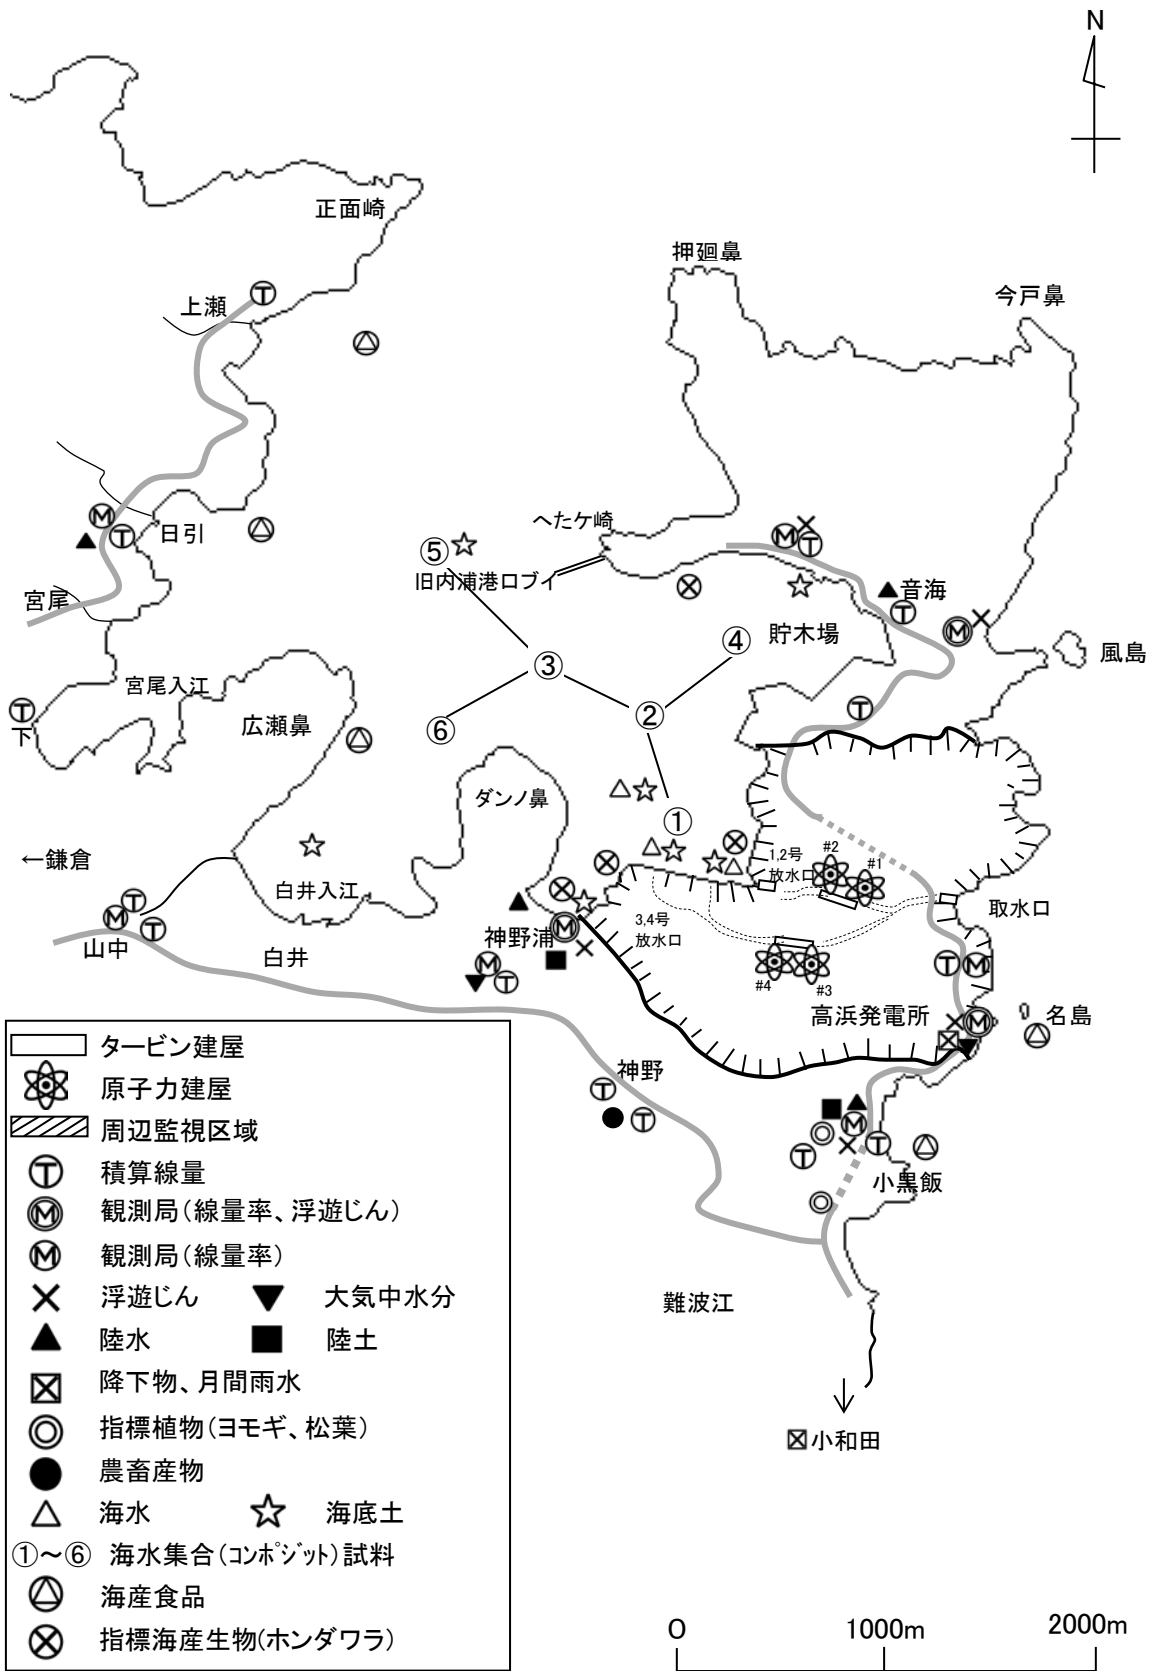 N
正面崎
押廻鼻
上瀬
Ⓣ
今戸鼻
へたケ崎
Ⓜ
Ⓣ
日引
Ⓜ
Ⓣ
⑤
旧内浦港口ブイ
音海
Ⓣ
宮尾
④
貯木場
Ⓜ
風島
③
宮尾入江
Ⓣ
下
広瀬鼻
⑥
②
Ⓣ
ダンノ鼻
①
←鎌倉
1,2号
放水口
#2
#1
白井入江
Ⓣ
Ⓜ
Ⓣ
山中
白井
神野浦
Ⓜ
3,4号
放水口
取水口
Ⓜ
Ⓣ
#4
#3
Ⓣ
Ⓜ
高浜発電所
Ⓜ
名島
神野
Ⓣ
Ⓣ
Ⓜ
Ⓣ
Ⓣ
小黒飯
難波江
小和田
タービン建屋
原子力建屋
周辺監視区域
Ⓣ 積算線量
Ⓜ 観測局(線量率、浮遊じん)
Ⓜ 観測局(線量率)
× 浮遊じん ▼ 大気中水分
▲ 陸水 ■ 陸土
降下物、月間雨水
◎ 指標植物(ヨモギ、松葉)
● 農畜産物
△ 海水 ☆ 海底土
①～⑥ 海水集合(ｺﾝﾎﾟｼﾞｯﾄ)試料
海産食品
指標海産生物(ホンダワラ)
O 1000m 2000m